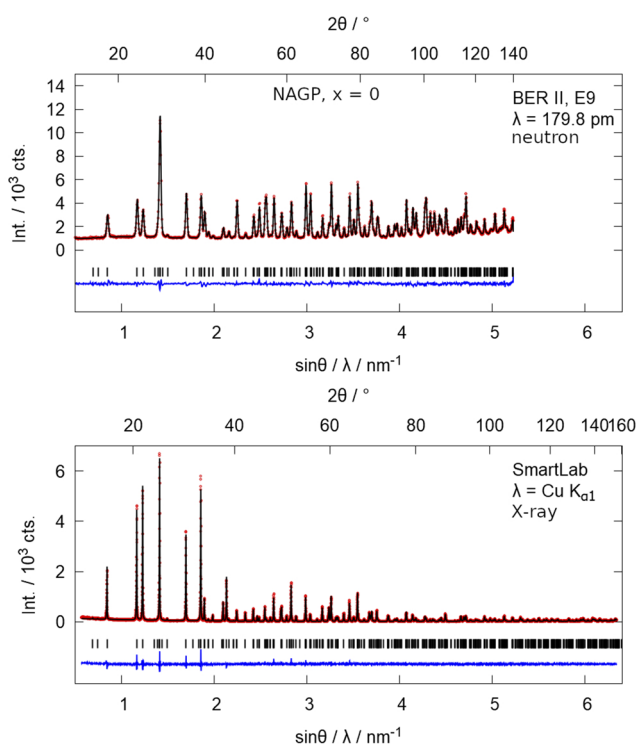 2θ / °
20 40 60 80 100 120 140
14
12
10
8
6
4
2
0
Int. / 10³ cts.
NAGP, x = 0
BER II, E9
λ = 179.8 pm
neutron
1 2 3 4 5 6
sinθ / λ / nm⁻¹
2θ / °
20 40 60 80 100 120 140 160
6
4
2
0
Int. / 10³ cts.
SmartLab
λ = Cu Kα1
X-ray
1 2 3 4 5 6
sinθ / λ / nm⁻¹